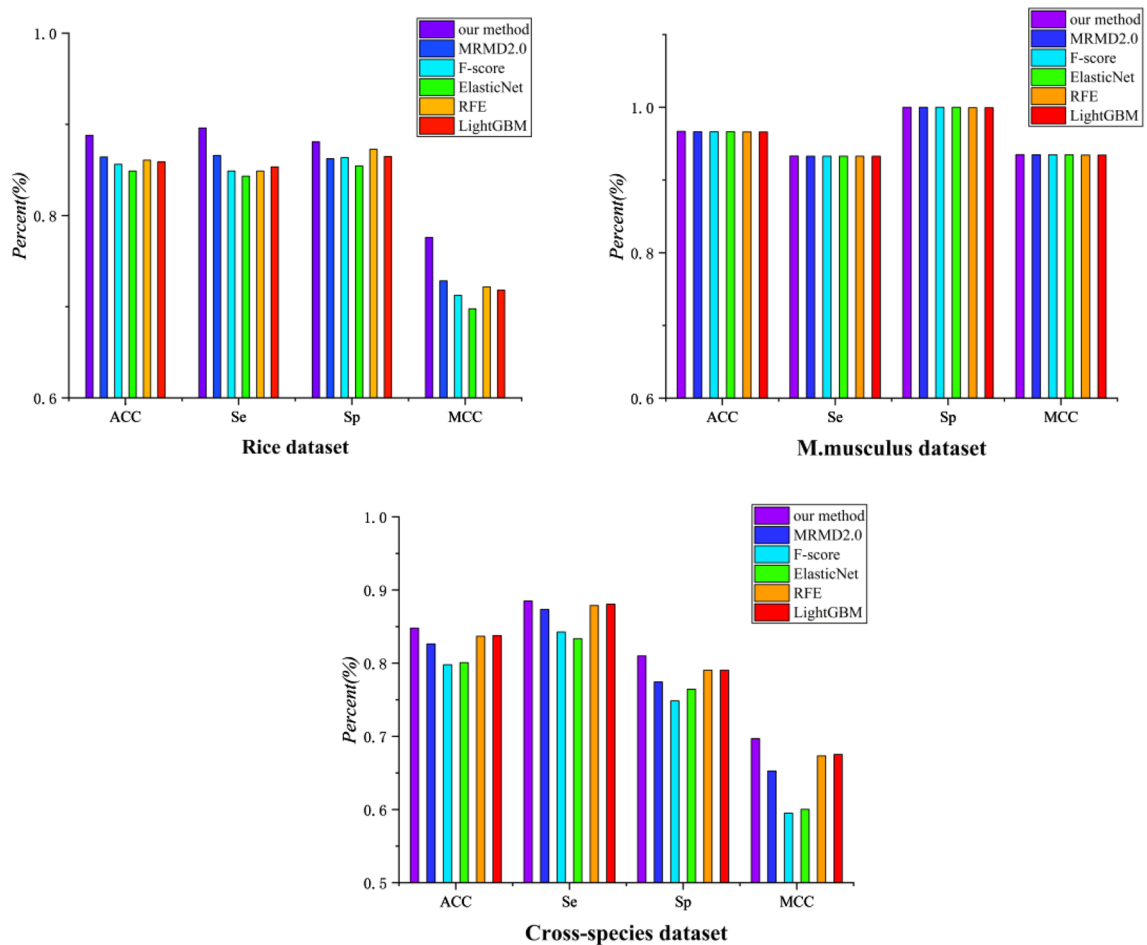 1.0
0.8
0.6
Percent(%)
our method
MRMD2.0
F-score
ElasticNet
RFE
LightGBM
ACC
Se
Sp
MCC
Rice dataset
1.0
0.8
0.6
Percent(%)
our method
MRMD2.0
F-score
ElasticNet
RFE
LightGBM
ACC
Se
Sp
MCC
M.musculus dataset
1.0
0.9
0.8
0.7
0.6
0.5
Percent(%)
our method
MRMD2.0
F-score
ElasticNet
RFE
LightGBM
ACC
Se
Sp
MCC
Cross-species dataset